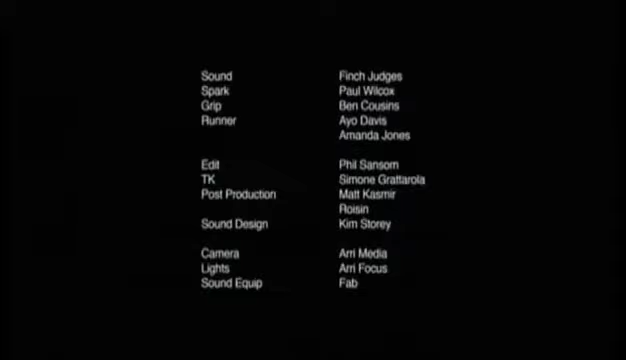 Sound Finch Judges
Spark Paul Wilcox
Grip Ben Cousins
Runner Ayo Davis
Amanda Jones
Edit Phil Sansom
TK Simone Grattarola
Post Production Matt Kasmir
Roisin
Sound Design Kim Storey
Camera Arri Media
Lights Arri Focus
Sound Equip Fab